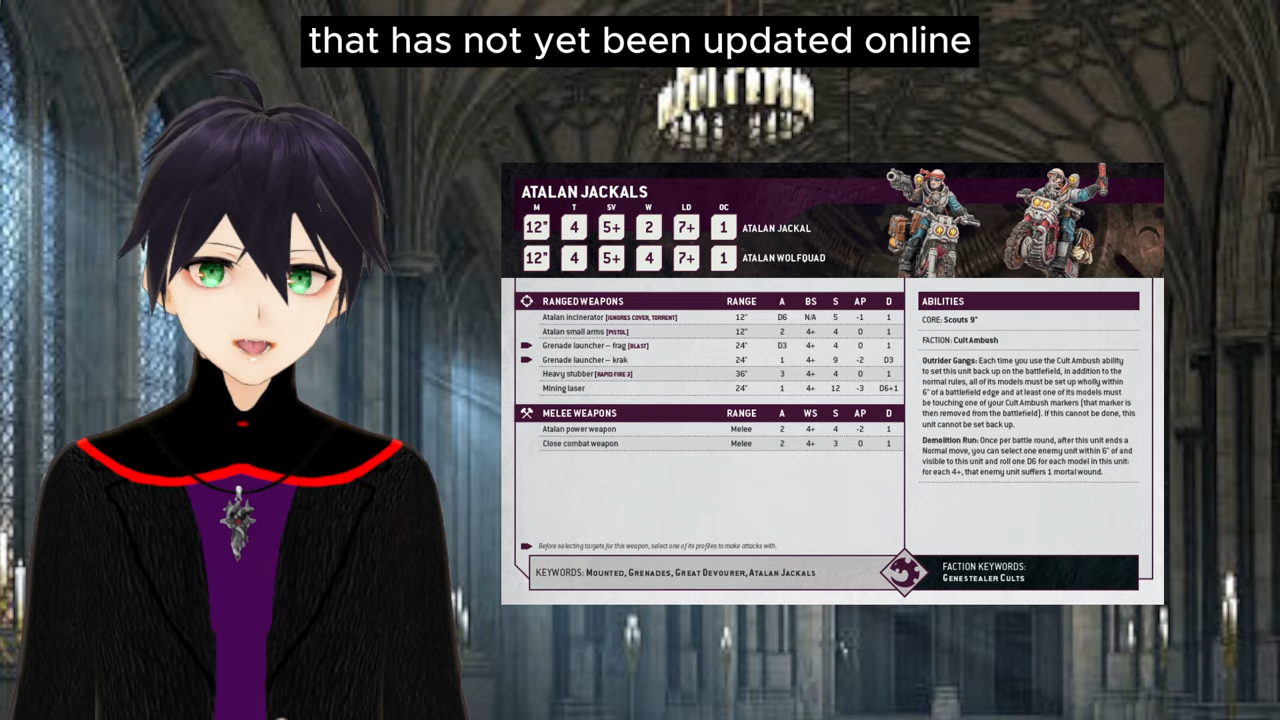 that has not yet been updated online
ATALAN JACKALS
M T SV W LD OC
12" 4 5+ 2 7+ 1 ATALAN JACKAL
12" 4 5+ 4 7+ 1 ATALAN WOLFQUAD
RANGED WEAPONS RANGE A BS S AP D
Atalan incinerator [IGNORES COVER, TORRENT] 12" D6 N/A 5 -1 1
Atalan small arms [PISTOL] 12" 2 4+ 4 0 1
Grenade launcher – frag [BLAST] 24" D3 4+ 4 0 1
Grenade launcher – krak 24" 1 4+ 9 -2 D3
Heavy stubber [RAPID FIRE 3] 36" 3 4+ 4 0 1
Mining laser 24" 1 4+ 12 -3 D6+1
MELEE WEAPONS RANGE A WS S AP D
Atalan power weapon Melee 2 4+ 4 -2 1
Close combat weapon Melee 2 4+ 3 0 1
Before selecting targets for this weapon, select one of its profiles to make attacks with.
KEYWORDS: MOUNTED, GRENADES, GREAT DEVOURER, ATALAN JACKALS
ABILITIES
CORE: Scouts 9"
FACTION: Cult Ambush
Outrider Gangs: Each time you use the Cult Ambush ability
to set this unit back up on the battlefield, in addition to the
normal rules, all of its models must be set up wholly within
6" of a battlefield edge and at least one of its models must
be touching one of your Cult Ambush markers (that marker is
then removed from the battlefield). If this cannot be done, this
unit cannot be set back up.
Demolition Run: Once per battle round, after this unit ends a
Normal move, you can select one enemy unit within 6" of and
visible to this unit and roll one D6 for each model in this unit:
for each 4+, that enemy unit suffers 1 mortal wound.
FACTION KEYWORDS:
GENESTEALER CULTS